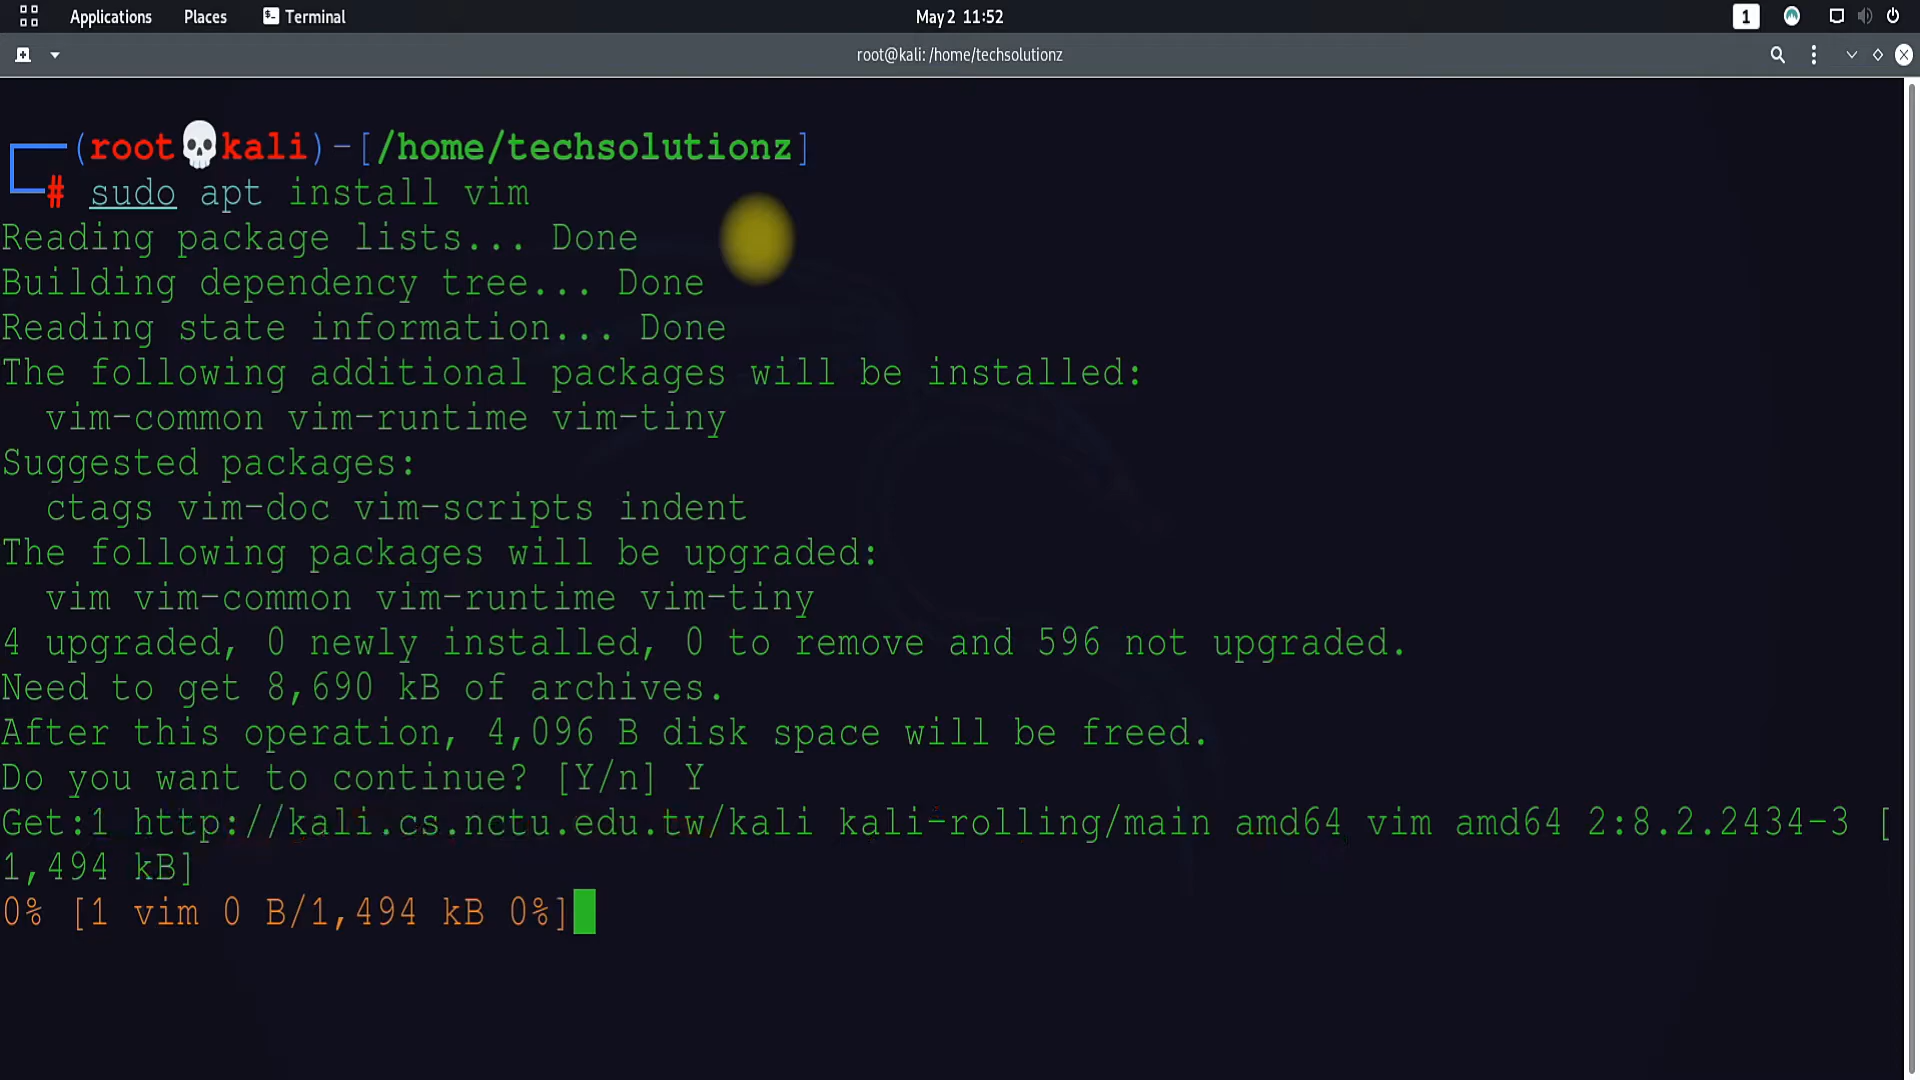 Applications Places Terminal May 2 11:52 1
root@kali: /home/techsolutionz
(root💀kali)-[/home/techsolutionz]
# sudo apt install vim
Reading package lists... Done
Building dependency tree... Done
Reading state information... Done
The following additional packages will be installed:
  vim-common vim-runtime vim-tiny
Suggested packages:
  ctags vim-doc vim-scripts indent
The following packages will be upgraded:
  vim vim-common vim-runtime vim-tiny
4 upgraded, 0 newly installed, 0 to remove and 596 not upgraded.
Need to get 8,690 kB of archives.
After this operation, 4,096 B disk space will be freed.
Do you want to continue? [Y/n] Y
Get:1 http://kali.cs.nctu.edu.tw/kali kali-rolling/main amd64 vim amd64 2:8.2.2434-3 [
1,494 kB]
0% [1 vim 0 B/1,494 kB 0%]